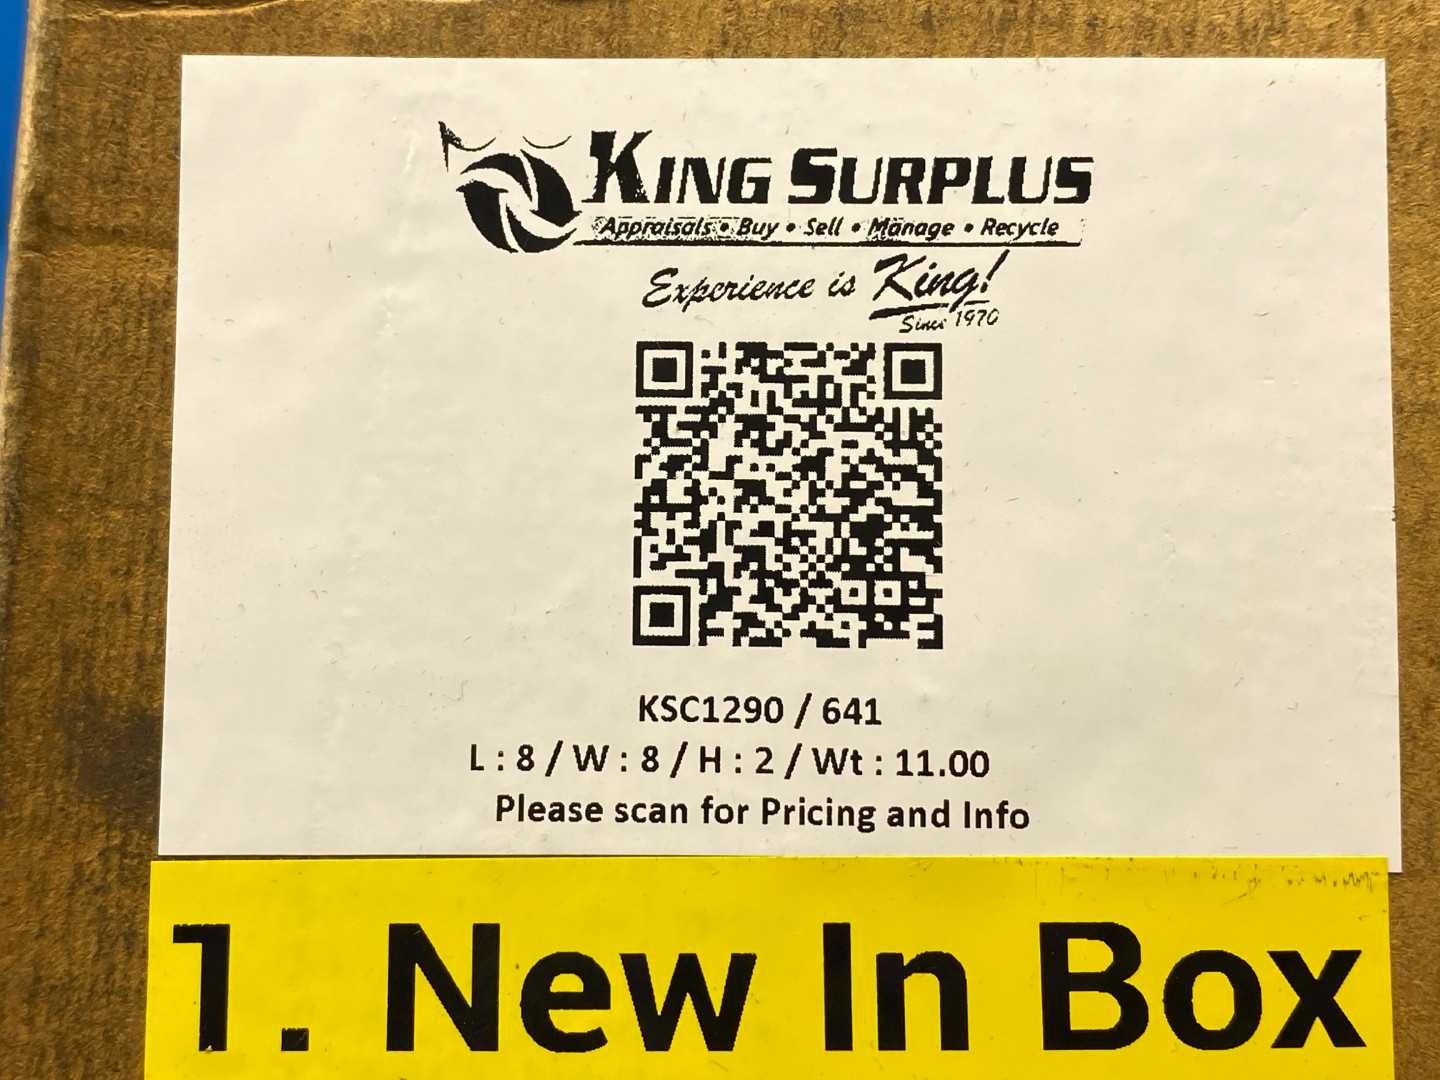 KING SURPLUS
Appraisals • Buy • Sell • Manage • Recycle
Experience is King!
Since 1970
KSC1290 / 641
L : 8 / W : 8 / H : 2 / Wt : 11.00
Please scan for Pricing and Info
1. New In Box